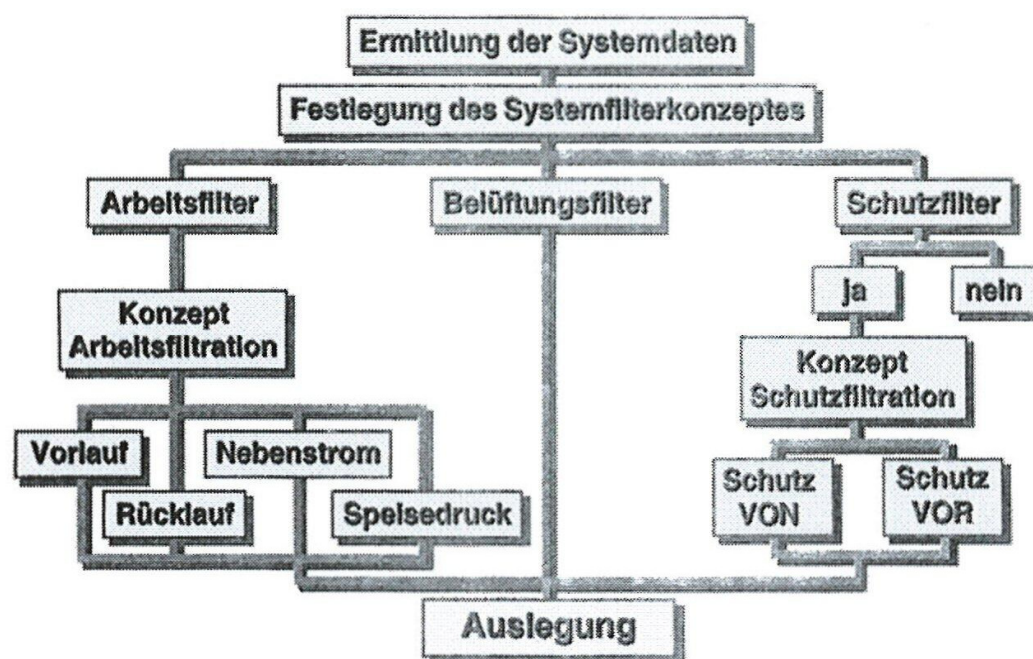 Ermittlung der Systemdaten
Festlegung des Systemfilterkonzeptes
Arbeitsfilter
Belüftungsfilter
Schutzfilter
ja
nein
Konzept
Arbeitsfiltration
Konzept
Schutzfiltration
Vorlauf
Nebenstrom
Rücklauf
Speisedruck
Schutz
VON
Schutz
VOR
Auslegung